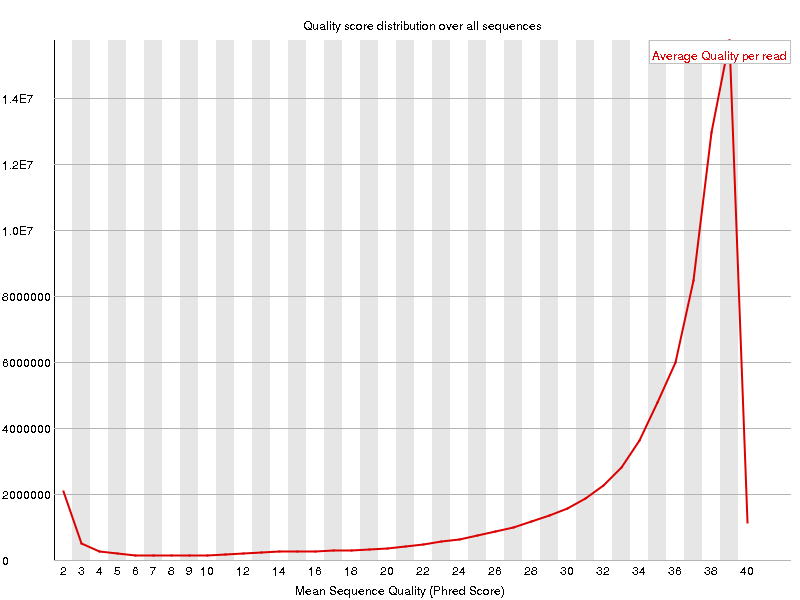 Quality score distribution over all sequences
Average Quality per read
1.4E7
1.2E7
1.0E7
8000000
6000000
4000000
2000000
0
2 3 4 5 6 7 8 9 10 12 14 16 18 20 22 24 26 28 30 32 34 36 38 40
Mean Sequence Quality (Phred Score)